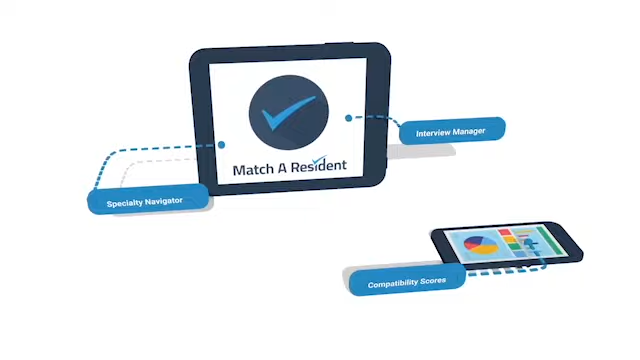 Match A Resident
Interview Manager
Specialty Navigator
Compatibility Scores